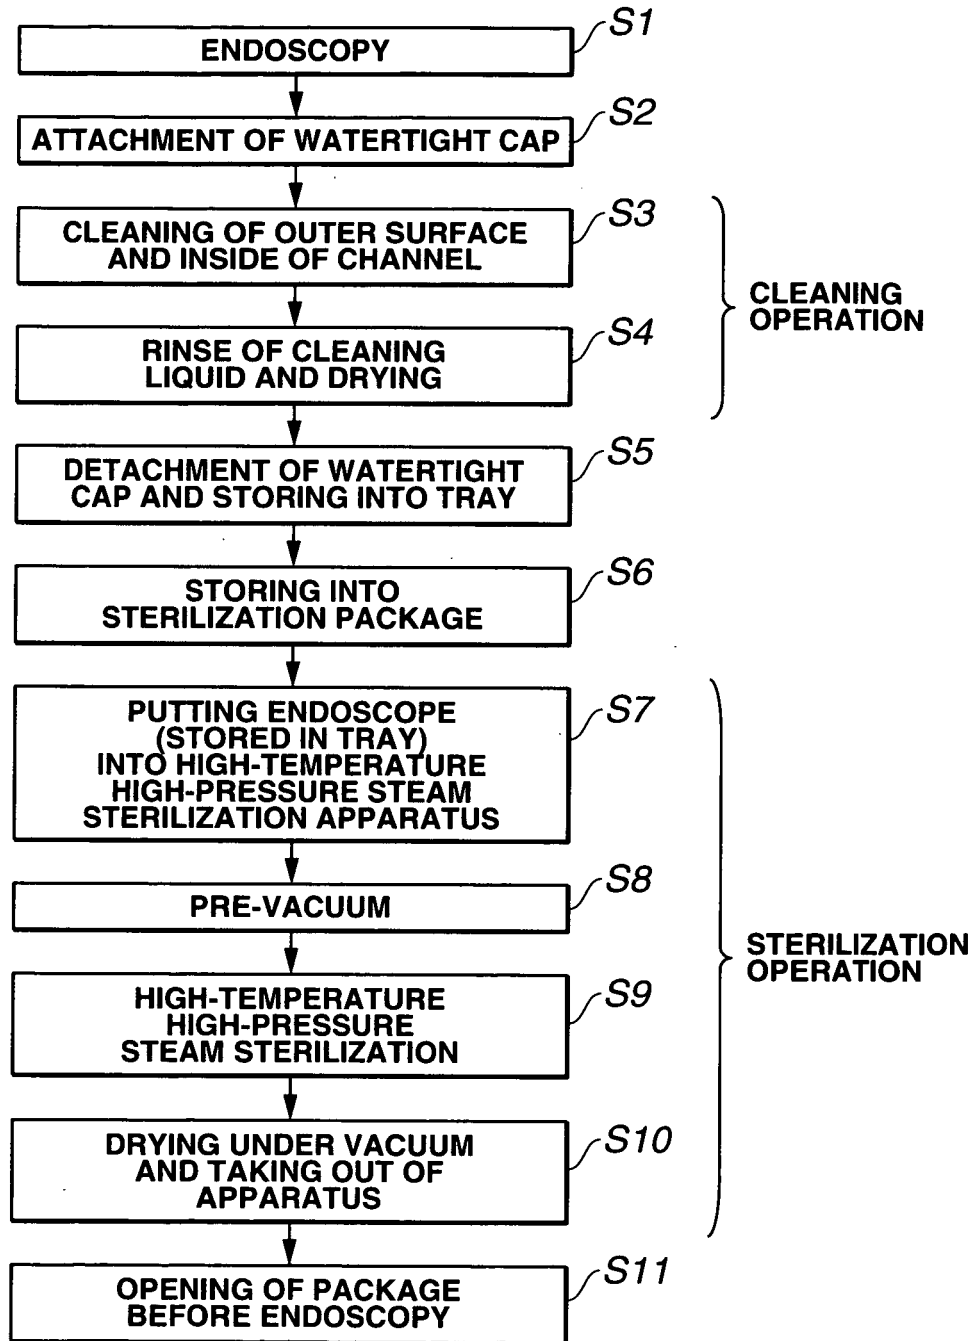 S1
ENDOSCOPY
S2
ATTACHMENT OF WATERTIGHT CAP
S3
CLEANING OF OUTER SURFACE
AND INSIDE OF CHANNEL
CLEANING
OPERATION
S4
RINSE OF CLEANING
LIQUID AND DRYING
S5
DETACHMENT OF WATERTIGHT
CAP AND STORING INTO TRAY
S6
STORING INTO
STERILIZATION PACKAGE
S7
PUTTING ENDOSCOPE
(STORED IN TRAY)
INTO HIGH-TEMPERATURE
HIGH-PRESSURE STEAM
STERILIZATION APPARATUS
S8
PRE-VACUUM
STERILIZATION
OPERATION
S9
HIGH-TEMPERATURE
HIGH-PRESSURE
STEAM STERILIZATION
S10
DRYING UNDER VACUUM
AND TAKING OUT OF
APPARATUS
S11
OPENING OF PACKAGE
BEFORE ENDOSCOPY